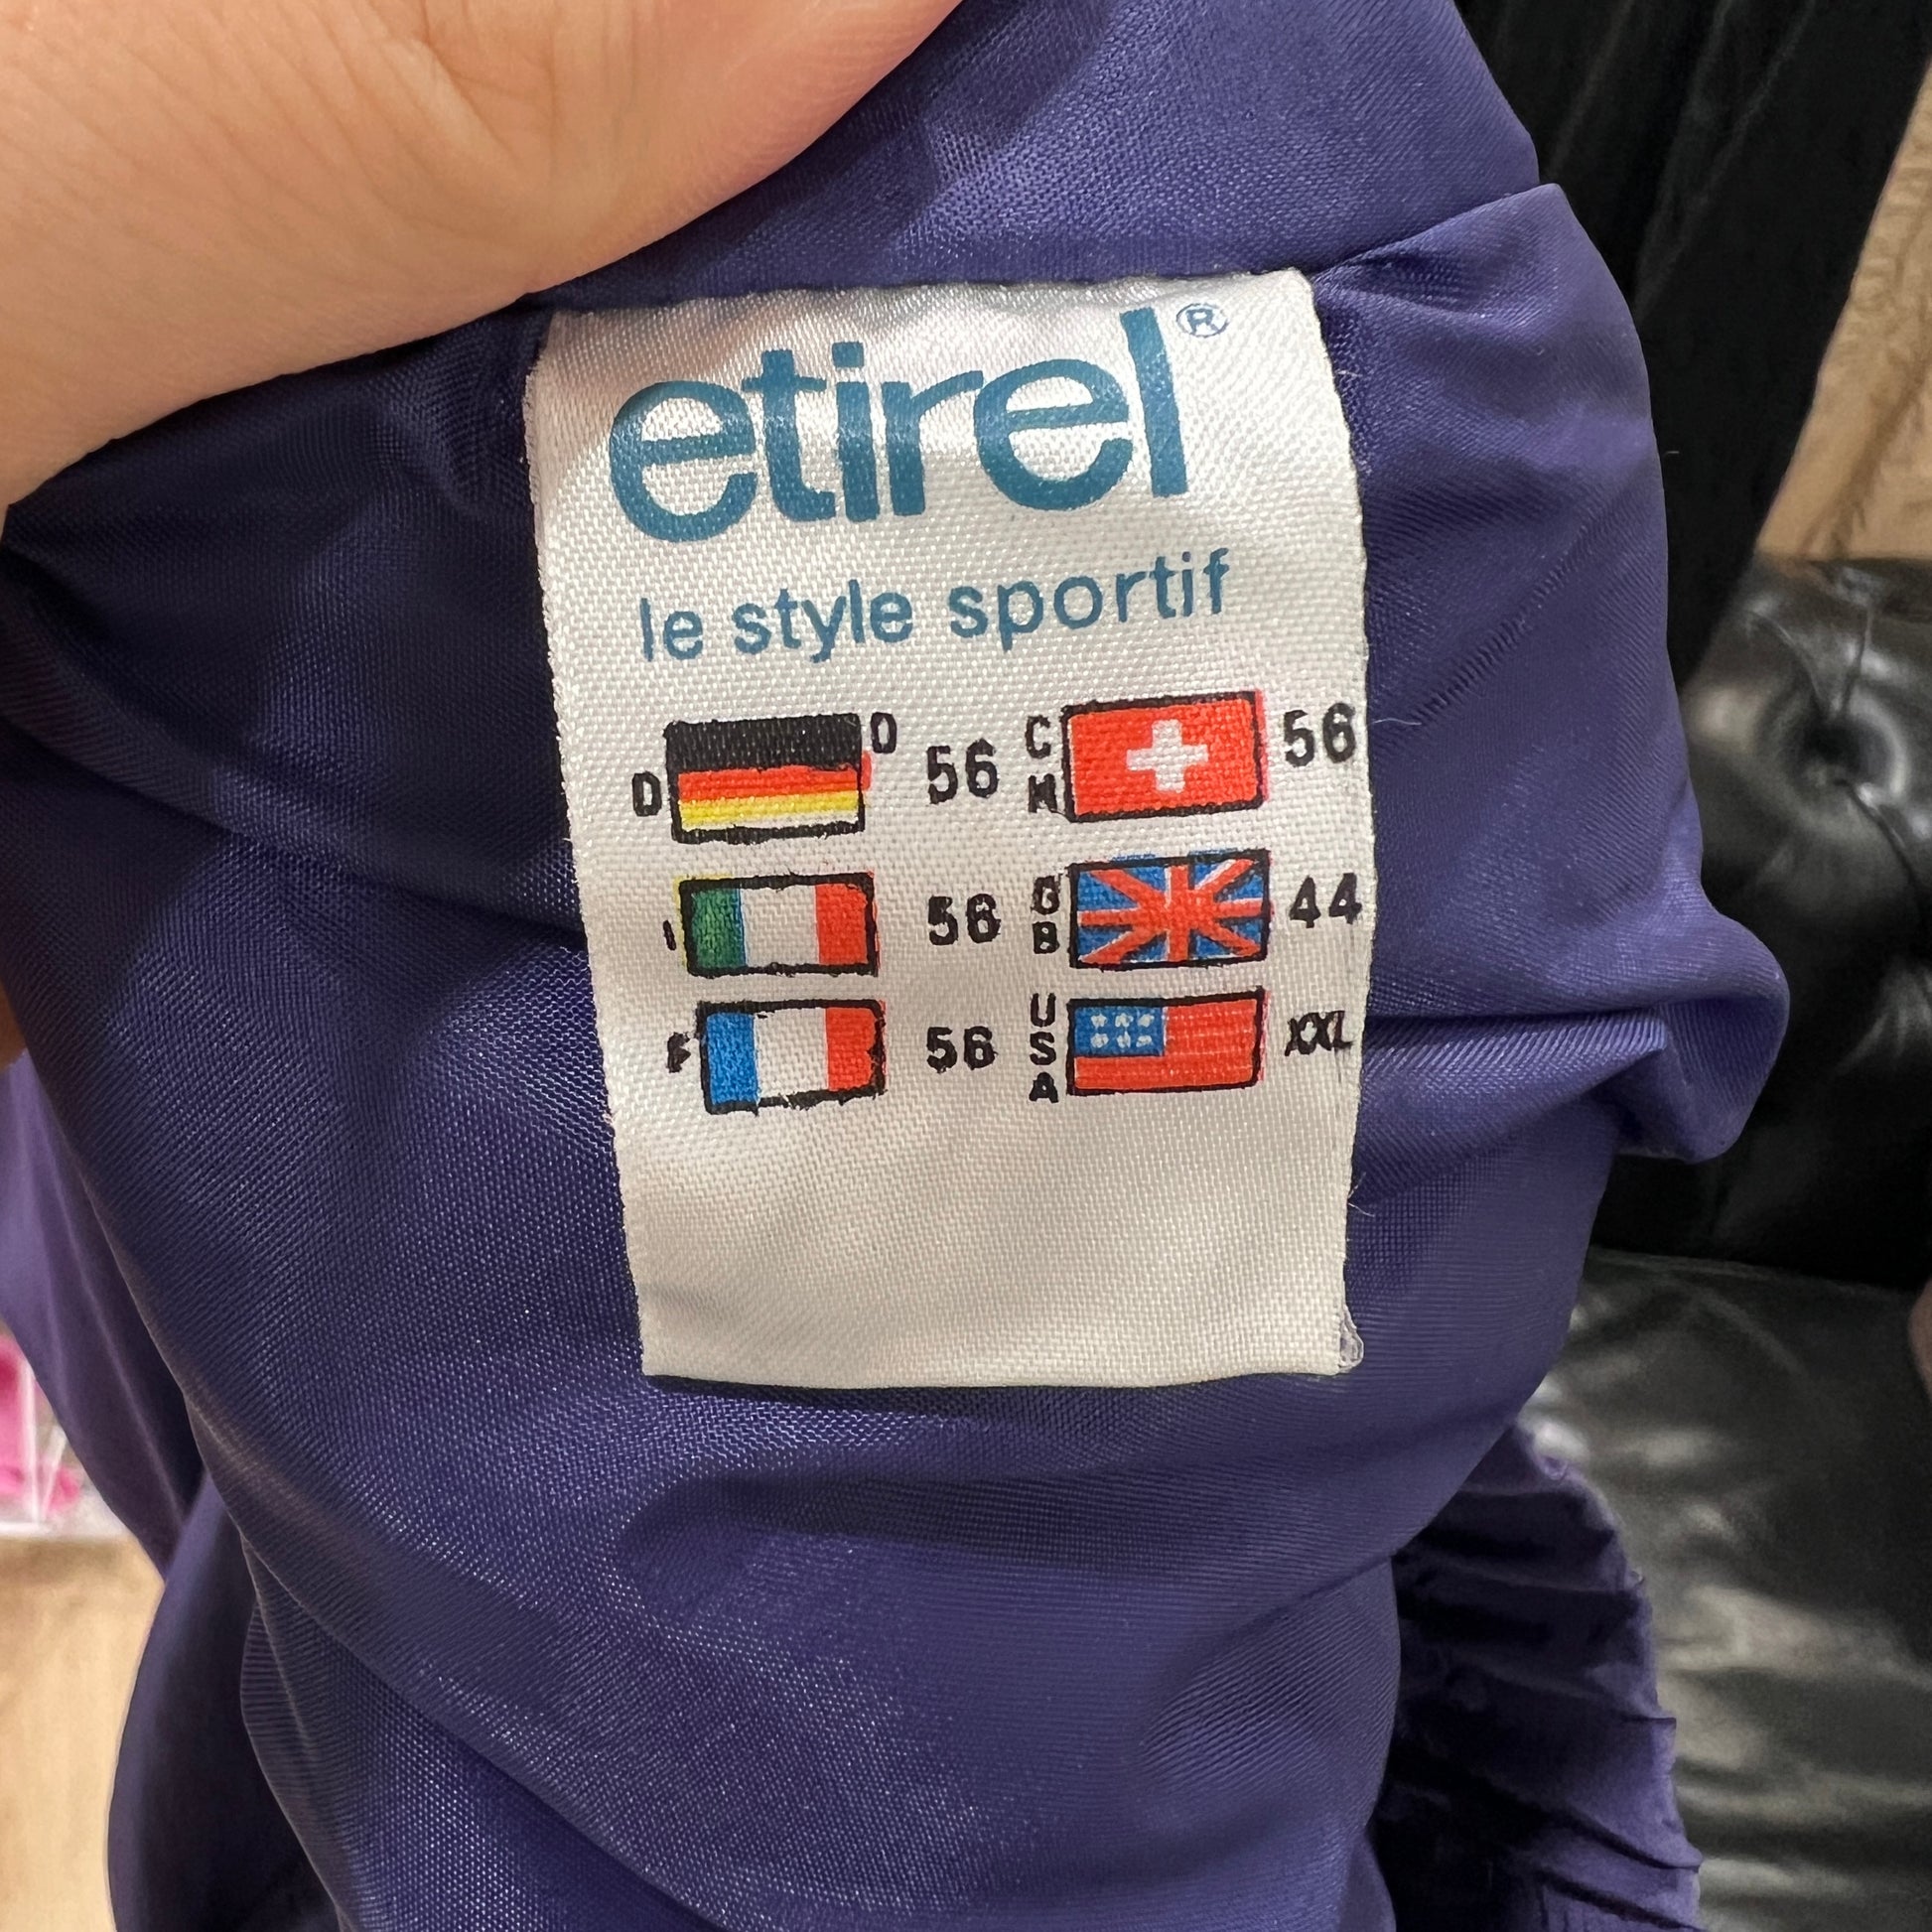 etirel®
le style sportif
D D 56 CH 56
I 56 GB 44
F 56 USA XXL